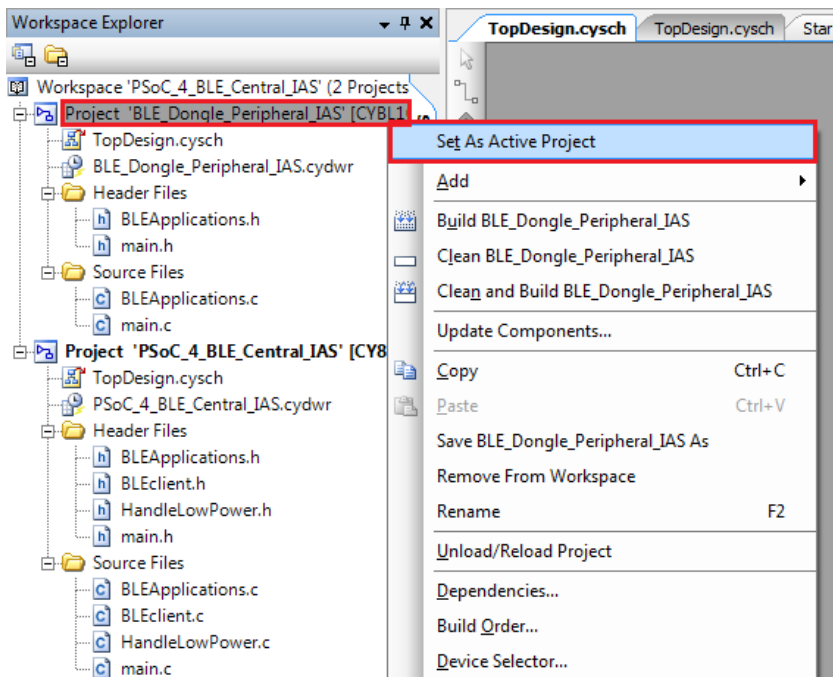 Workspace Explorer
TopDesign.cysch TopDesign.cysch Star
Workspace 'PSoC_4_BLE_Central_IAS' (2 Projects
Project 'BLE_Dongle_Peripheral_IAS' [CYBL1
TopDesign.cysch
BLE_Dongle_Peripheral_IAS.cydwr
Header Files
h BLEApplications.h
h main.h
Source Files
c BLEApplications.c
c main.c
Project 'PSoC_4_BLE_Central_IAS' [CY8
TopDesign.cysch
PSoC_4_BLE_Central_IAS.cydwr
Header Files
h BLEApplications.h
h BLEclient.h
h HandleLowPower.h
h main.h
Source Files
c BLEApplications.c
c BLEclient.c
c HandleLowPower.c
c main.c
Set As Active Project
Add
Build BLE_Dongle_Peripheral_IAS
Clean BLE_Dongle_Peripheral_IAS
Clean and Build BLE_Dongle_Peripheral_IAS
Update Components...
Copy Ctrl+C
Paste Ctrl+V
Save BLE_Dongle_Peripheral_IAS As
Remove From Workspace
Rename F2
Unload/Reload Project
Dependencies...
Build Order...
Device Selector...